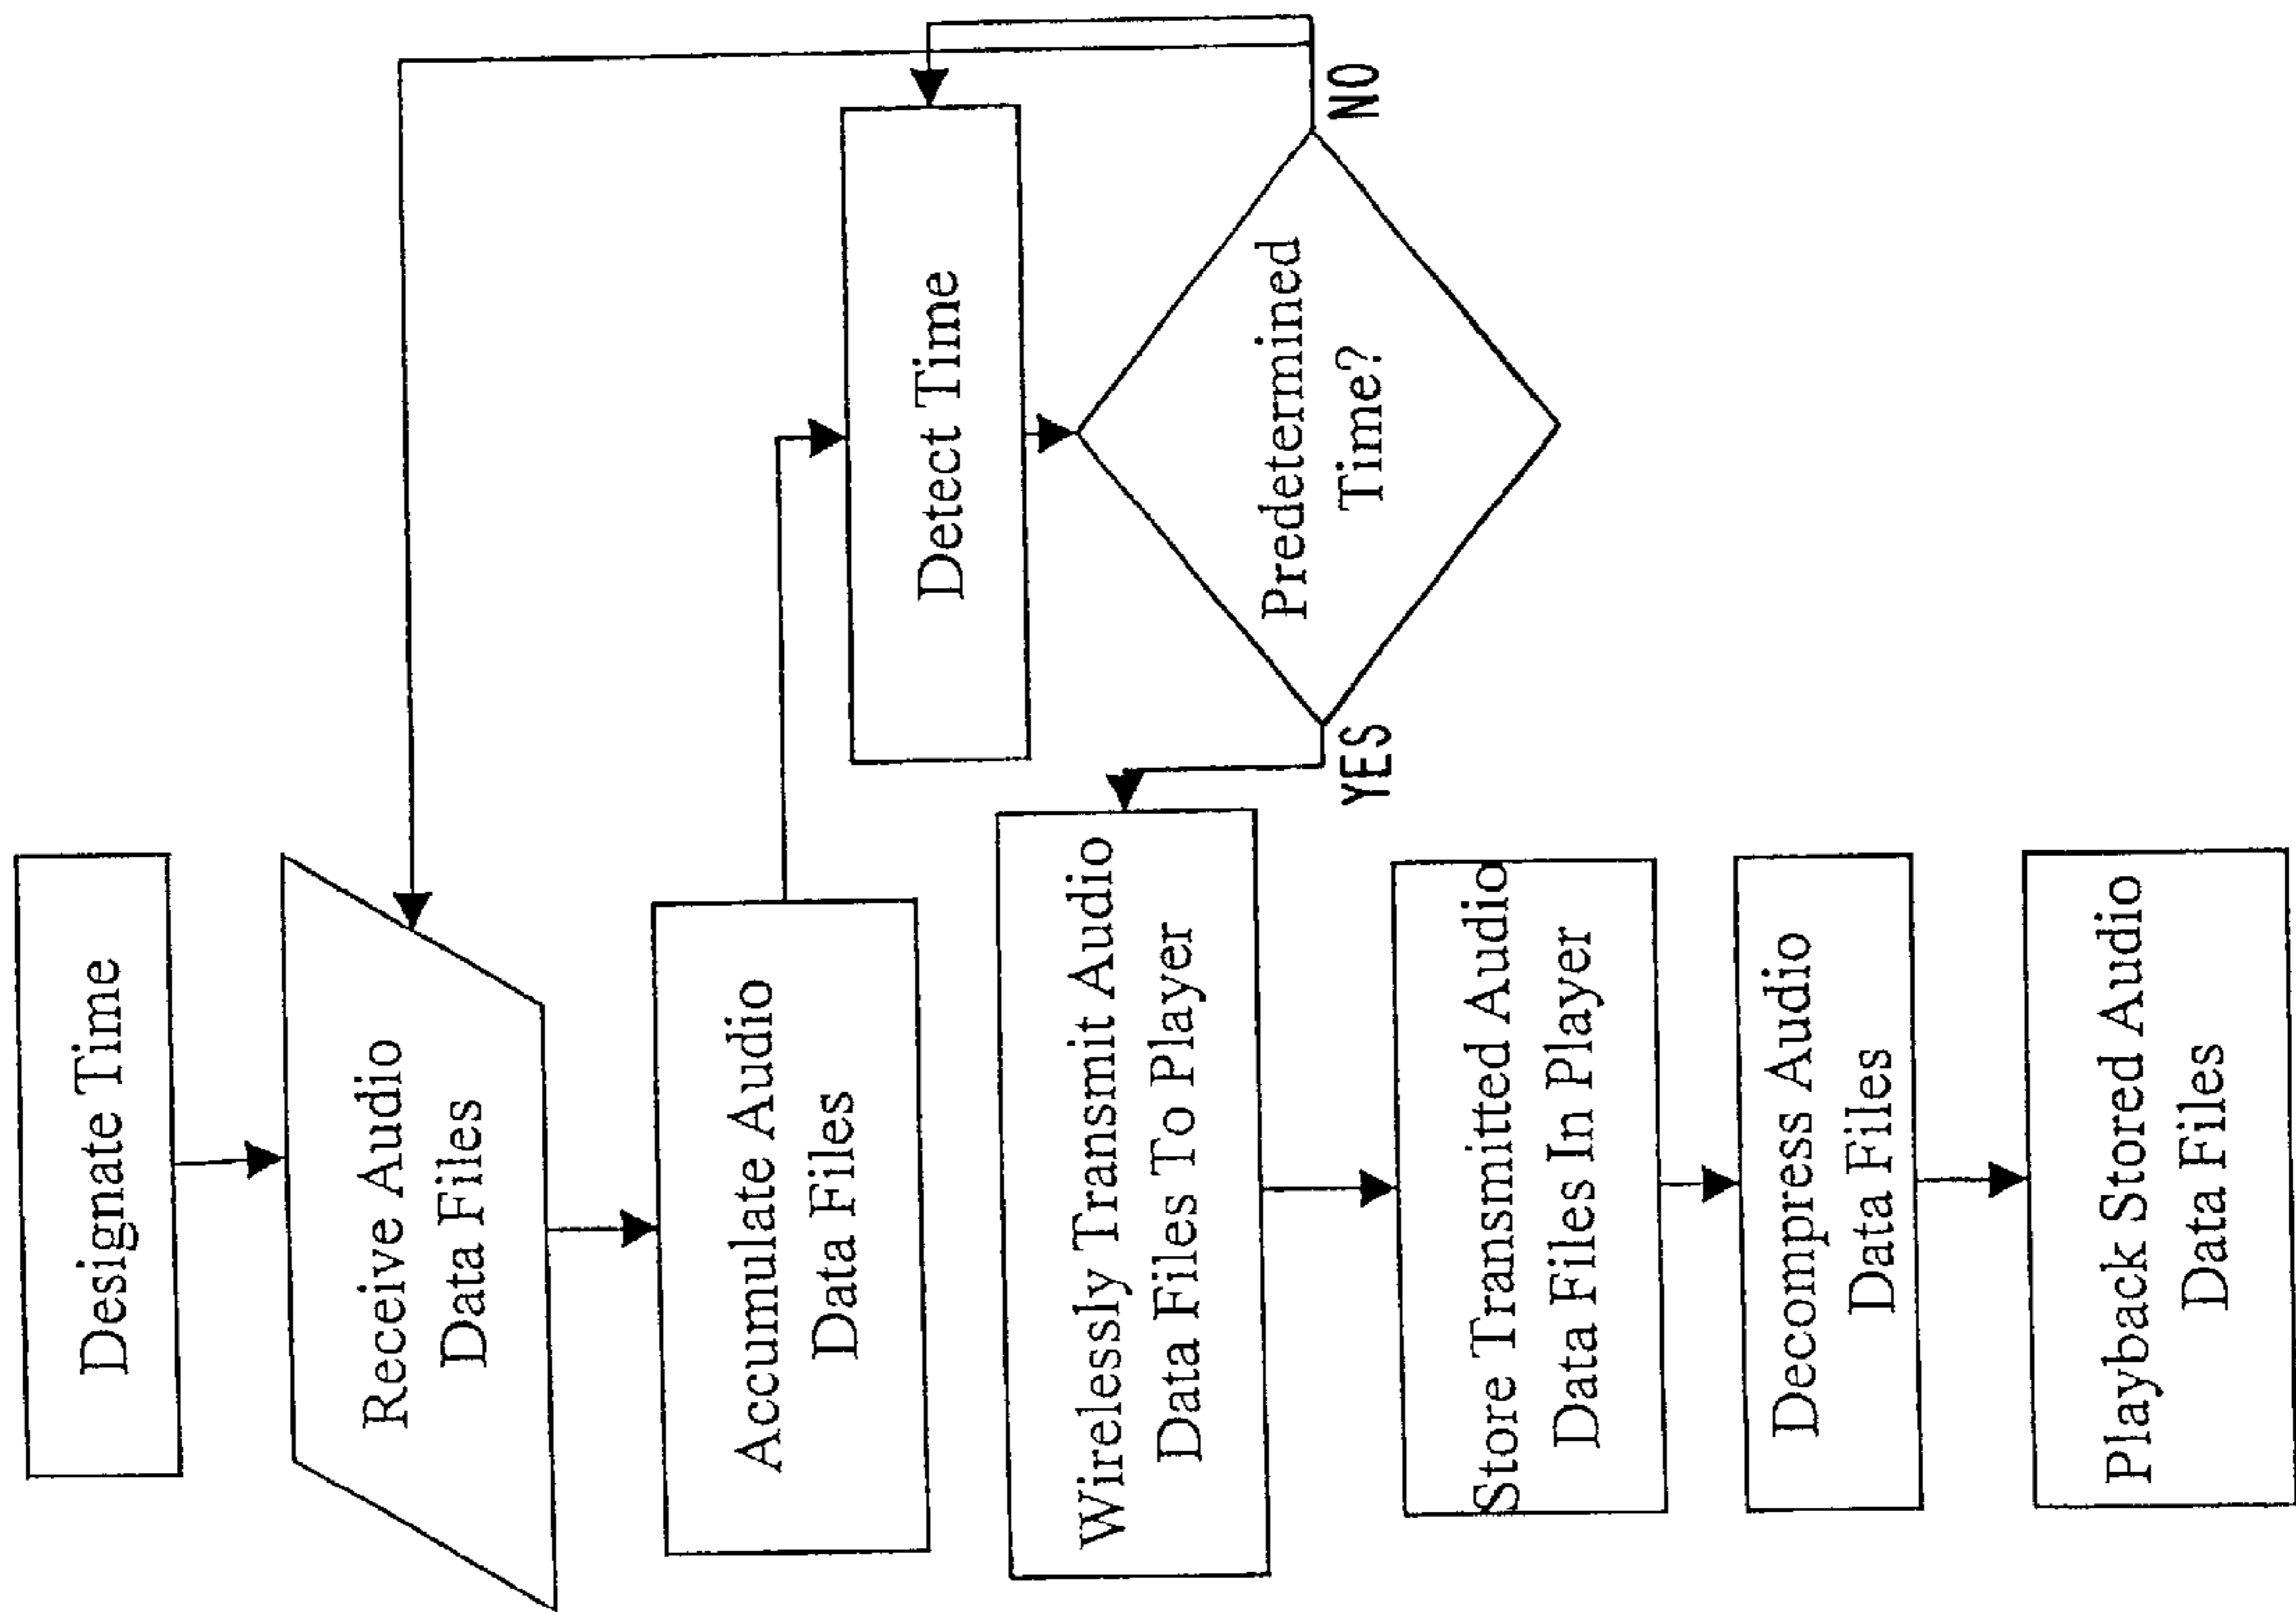 Designate Time
Receive Audio
Data Files
Accumulate Audio
Data Files
Detect Time
Predetermined
Time?
NO
YES
Wirelessly Transmit Audio
Data Files To Player
Store Transmitted Audio
Data Files In Player
Decompress Audio
Data Files
Playback Stored Audio
Data Files